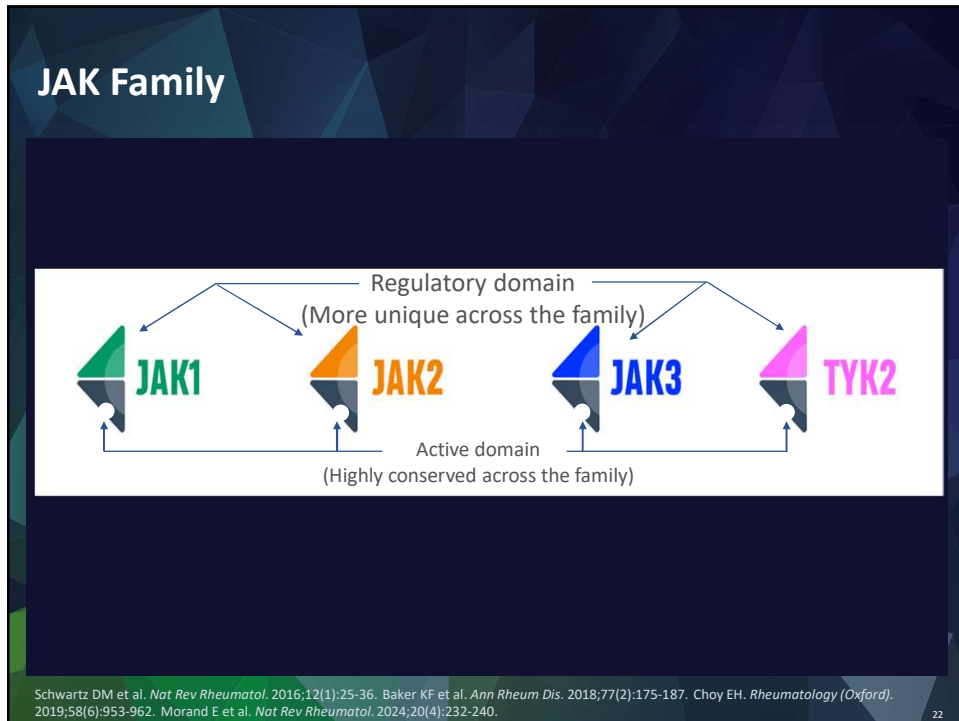 JAK Family
Regulatory domain
(More unique across the family)
JAK1
JAK2
JAK3
TYK2
Active domain
(Highly conserved across the family)
Schwartz DM et al. Nat Rev Rheumatol. 2016;12(1):25-36. Baker KF et al. Ann Rheum Dis. 2018;77(2):175-187. Choy EH. Rheumatology (Oxford).
2019;58(6):953-962. Morand E et al. Nat Rev Rheumatol. 2024;20(4):232-240.
22